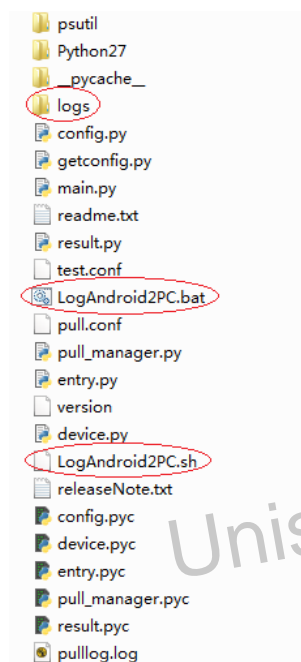 psutil
Python27
__pycache__
logs
config.py
getconfig.py
main.py
readme.txt
result.py
test.conf
LogAndroid2PC.bat
pull.conf
pull_manager.py
entry.py
version
device.py
LogAndroid2PC.sh
releaseNote.txt
config.pyc
device.pyc
entry.pyc
pull_manager.pyc
result.pyc
pulllog.log